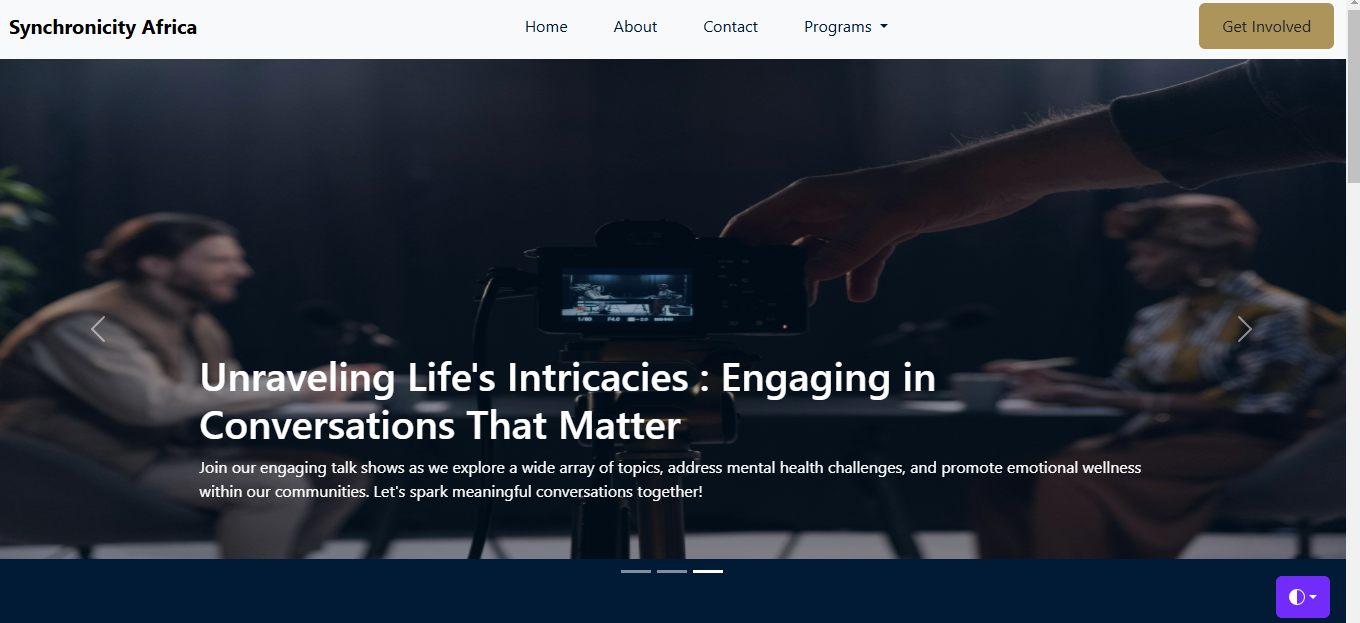 Synchronicity Africa
Home
About
Contact
Programs
Get Involved
Unraveling Life's Intricacies : Engaging in
Conversations That Matter
Join our engaging talk shows as we explore a wide array of topics, address mental health challenges, and promote emotional wellness
within our communities. Let's spark meaningful conversations together!